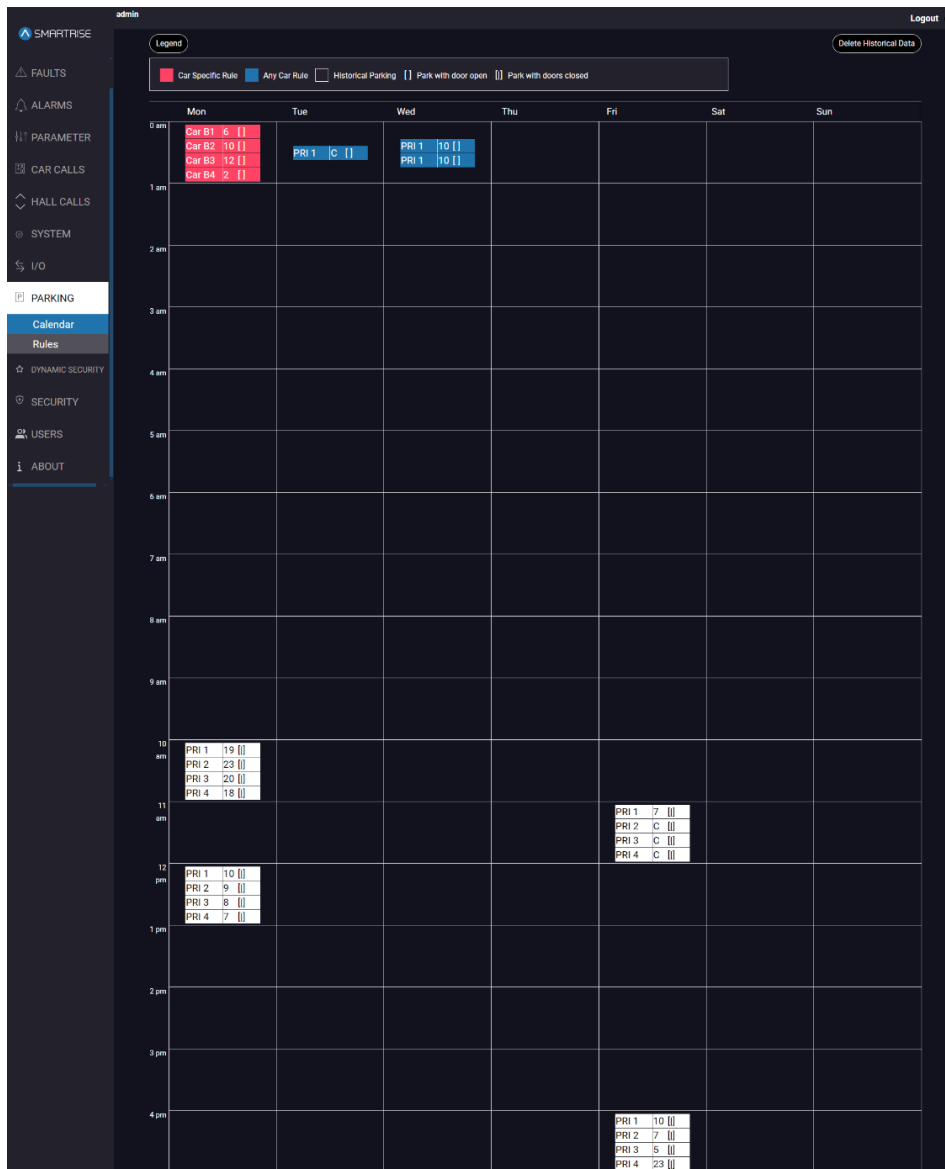 admin
Logout
SMARTRISE
Legend
Delete Historical Data
Car Specific Rule Any Car Rule Historical Parking [ ] Park with door open [|] Park with doors closed
FAULTS
ALARMS
PARAMETER
CAR CALLS
HALL CALLS
SYSTEM
I/O
PARKING
Calendar
Rules
DYNAMIC SECURITY
SECURITY
USERS
ABOUT
Mon Tue Wed Thu Fri Sat Sun
0 am
Car B1 6 [ ]
Car B2 10 [ ]
Car B3 12 [ ]
Car B4 2 [ ]
PRI 1 C [ ]
PRI 1 10 [ ]
PRI 1 10 [ ]
1 am
2 am
3 am
4 am
5 am
6 am
7 am
8 am
9 am
10 am
PRI 1 19 [|]
PRI 2 23 [|]
PRI 3 20 [|]
PRI 4 18 [|]
11 am
PRI 1 7 [|]
PRI 2 C [|]
PRI 3 C [|]
PRI 4 C [|]
12 pm
PRI 1 10 [|]
PRI 2 9 [|]
PRI 3 8 [|]
PRI 4 7 [|]
1 pm
2 pm
3 pm
4 pm
PRI 1 10 [|]
PRI 2 7 [|]
PRI 3 5 [|]
PRI 4 23 [|]